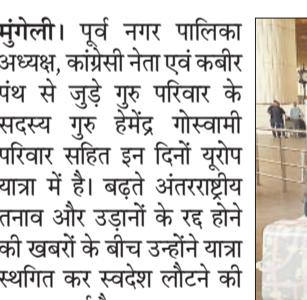 मुंगेली। पूर्व नगर पालिका
अध्यक्ष, कांग्रेसी नेता एवं कबीर
पंथ से जुड़े गुरु परिवार के
सदस्य गुरु हेमेंद्र गोस्वामी
परिवार सहित इन दिनों यूरोप
यात्रा में है। बढ़ते अंतरराष्ट्रीय
तनाव और उड़ानों के रद्द होने
की खबरों के बीच उन्होंने यात्रा
स्थगित कर स्वदेश लौटने की